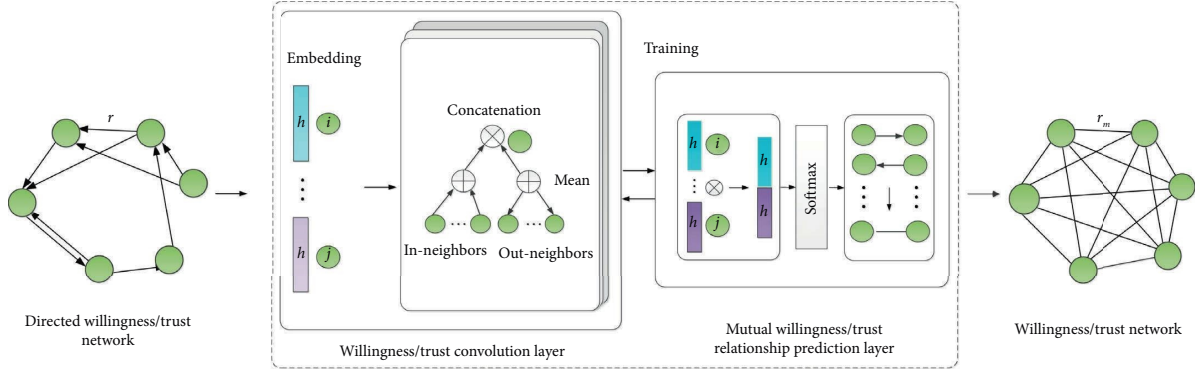 r
Directed willingness/trust
network
Embedding
h
i
h
j
Concatenation
Mean
In-neighbors
Out-neighbors
Willingness/trust convolution layer
Training
h
i
h
j
h
h
Softmax
Mutual willingness/trust
relationship prediction layer
r_m
Willingness/trust network